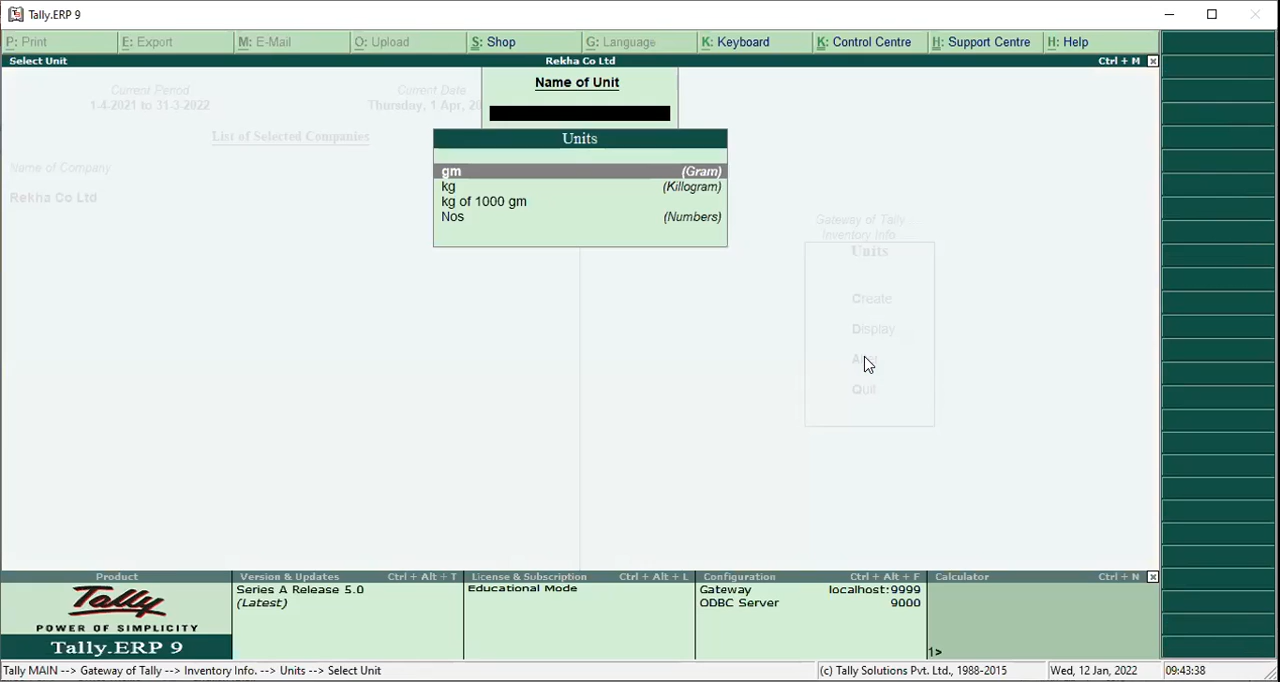 Tally.ERP 9
P: Print E: Export M: E-Mail O: Upload S: Shop G: Language K: Keyboard K: Control Centre H: Support Centre H: Help
Select Unit Rekha Co Ltd Ctrl + M
Name of Unit
Current Period Current Date
1-4-2021 to 31-3-2022 Thursday, 1 Apr, 20
List of Selected Companies
Name of Company
Rekha Co Ltd
Units
gm (Gram)
kg (Killogram)
kg of 1000 gm
Nos (Numbers)
Gateway of Tally ...
Inventory Info. ...
Units
Create
Display
Quit
Product Version & Updates Ctrl + Alt + T License & Subscription Ctrl + Alt + L Configuration Ctrl + Alt + F Calculator Ctrl + N
Tally
POWER OF SIMPLICITY
Tally.ERP 9
Series A Release 5.0
(Latest)
Educational Mode
Gateway localhost:9999
ODBC Server 9000
1>
Tally MAIN --> Gateway of Tally --> Inventory Info. --> Units --> Select Unit (c) Tally Solutions Pvt. Ltd., 1988-2015 Wed, 12 Jan, 2022 09:43:38